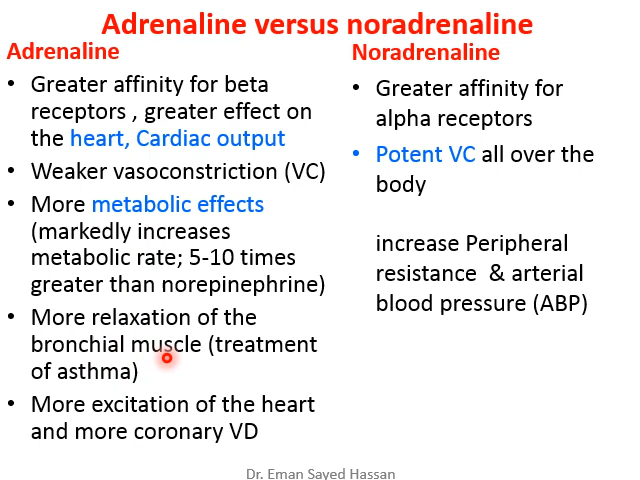 Adrenaline versus noradrenaline
Adrenaline
• Greater affinity for beta
receptors , greater effect on
the heart, Cardiac output
• Weaker vasoconstriction (VC)
• More metabolic effects
(markedly increases
metabolic rate; 5-10 times
greater than norepinephrine)
• More relaxation of the
bronchial muscle (treatment
of asthma)
• More excitation of the heart
and more coronary VD
Noradrenaline
• Greater affinity for
alpha receptors
• Potent VC all over the
body
increase Peripheral
resistance & arterial
blood pressure (ABP)
Dr. Eman Sayed Hassan